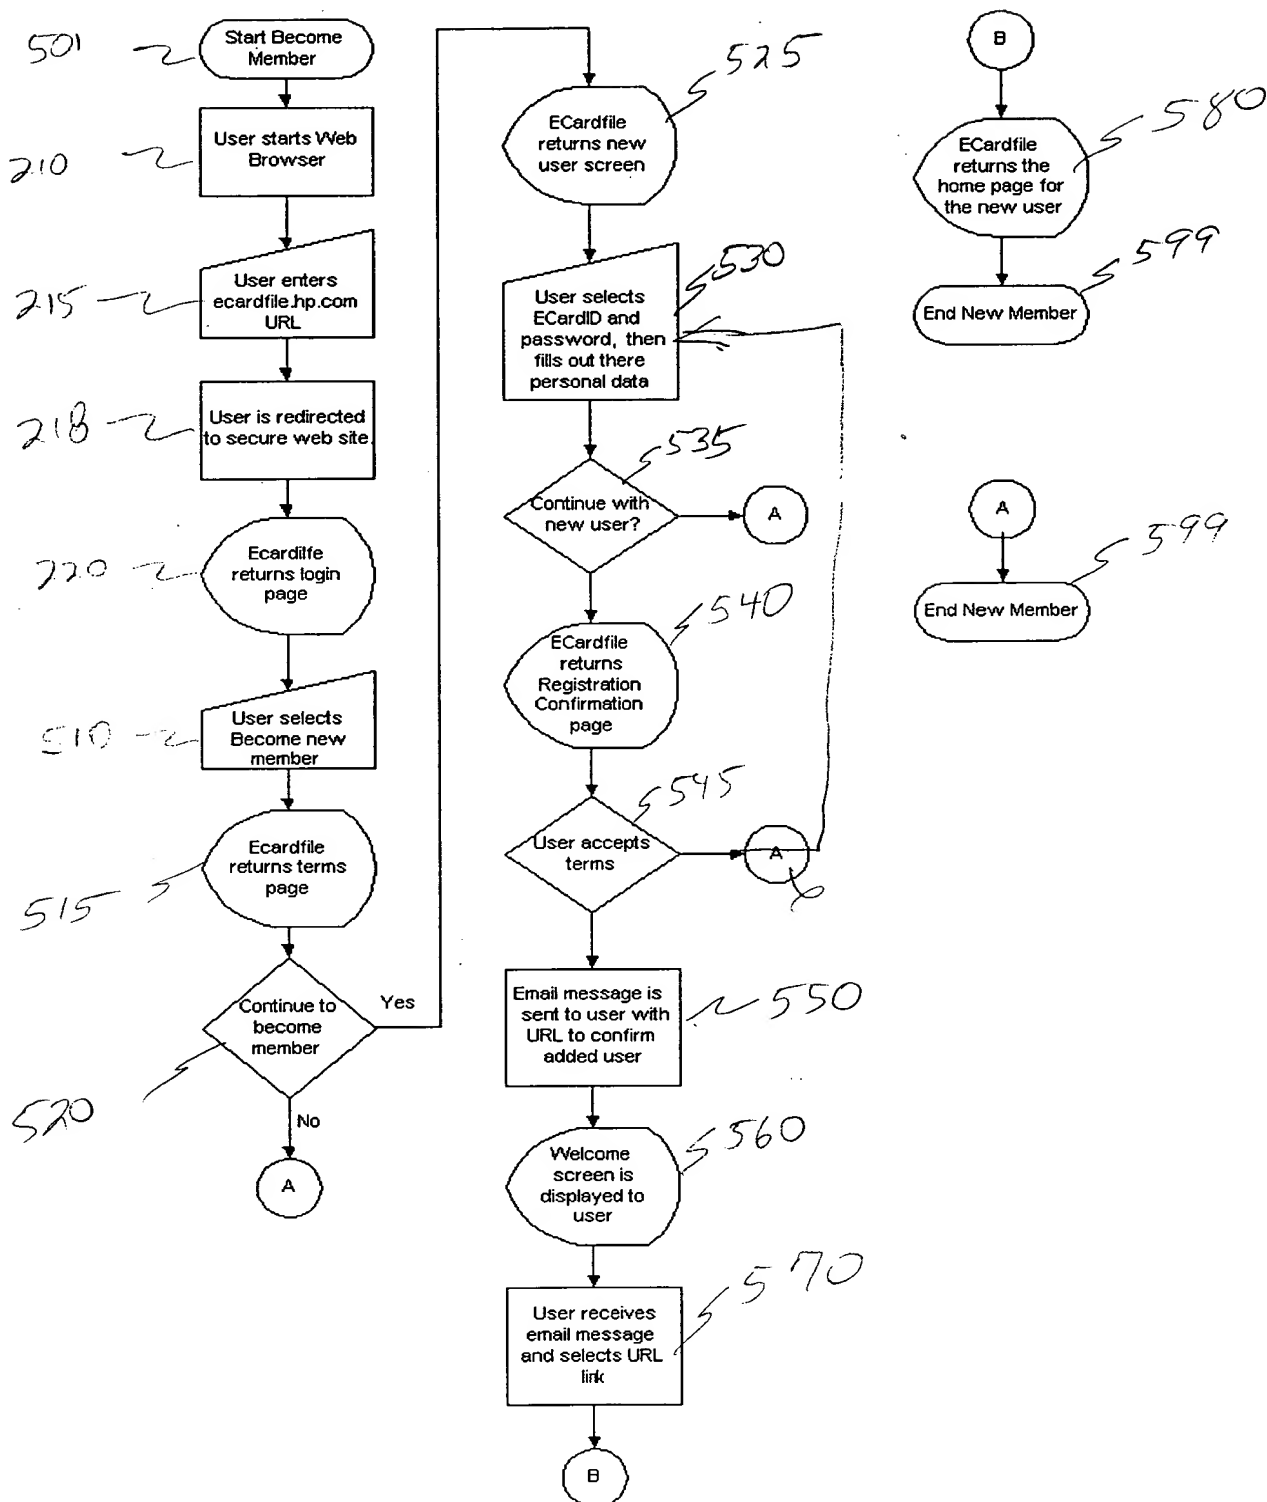 501
Start Become
Member
210
User starts Web
Browser
215
User enters
ecardfile.hp.com
URL
218
User is redirected
to secure web site
220
Ecardilfe
returns login
page
510
User selects
Become new
member
515
Ecardfile
returns terms
page
520
Continue to
become
member
Yes
No
A
525
ECardfile
returns new
user screen
530
User selects
ECardID and
password, then
fills out there
personal data
535
Continue with
new user?
A
540
ECardfile
returns
Registration
Confirmation
page
545
User accepts
terms
A
550
Email message is
sent to user with
URL to confirm
added user
560
Welcome
screen is
displayed to
user
570
User receives
email message
and selects URL
link
B
B
580
ECardfile
returns the
home page for
the new user
599
End New Member
A
599
End New Member